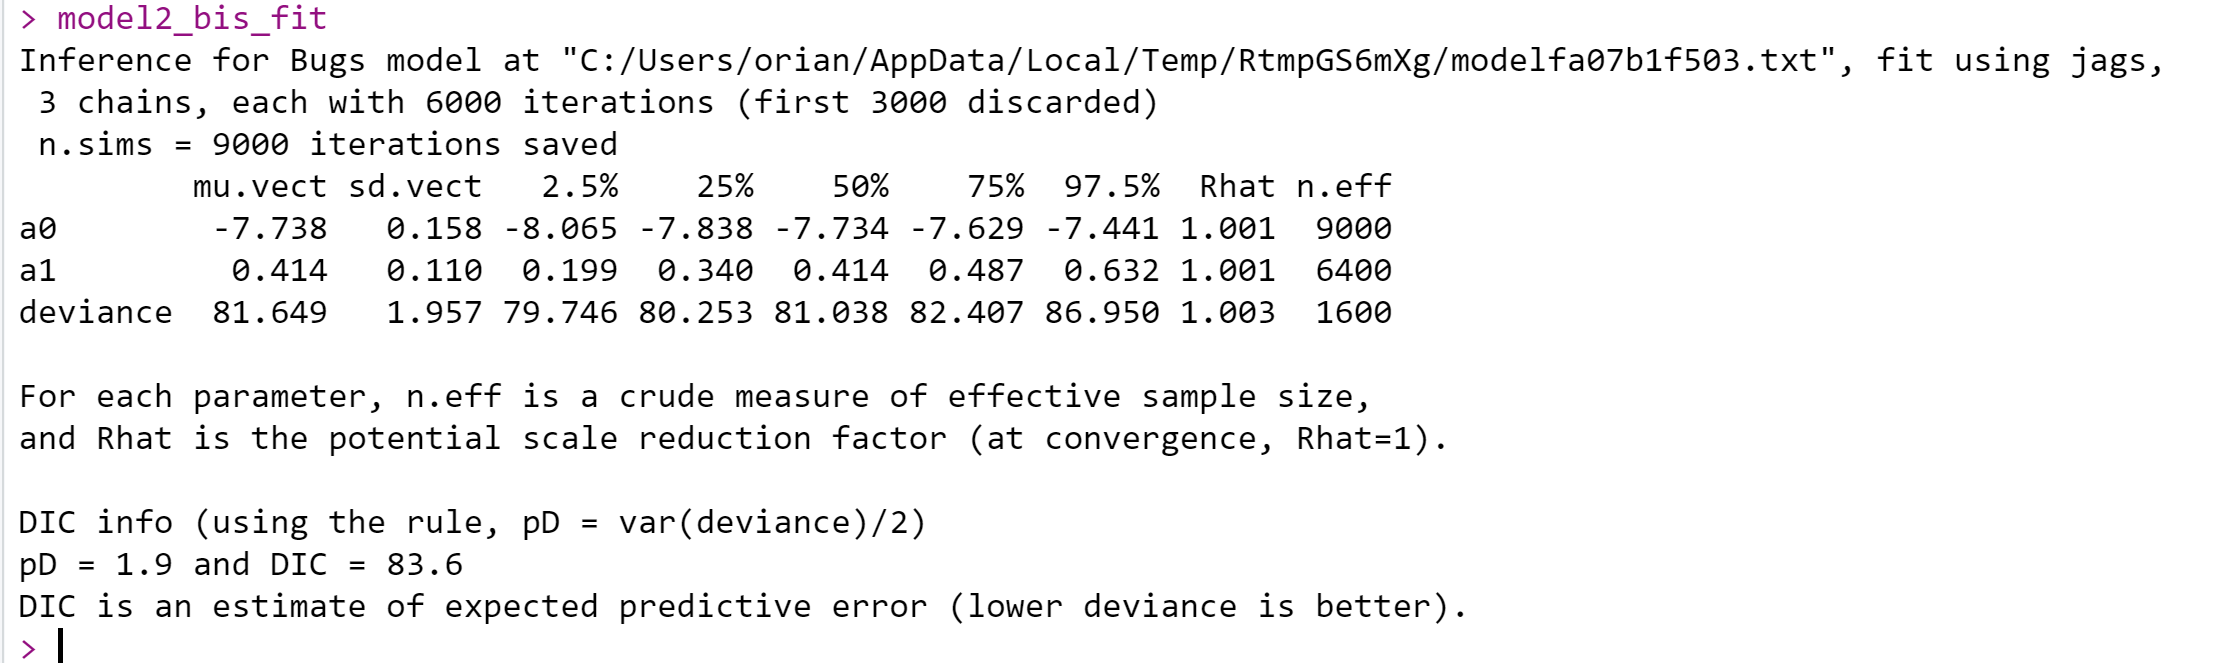 > model2_bis_fit
Inference for Bugs model at "C:/Users/orian/AppData/Local/Temp/RtmpGS6mXg/modelfa07b1f503.txt", fit using jags,
 3 chains, each with 6000 iterations (first 3000 discarded)
 n.sims = 9000 iterations saved
         mu.vect sd.vect   2.5%    25%    50%    75%  97.5%  Rhat n.eff
a0        -7.738   0.158 -8.065 -7.838 -7.734 -7.629 -7.441 1.001  9000
a1         0.414   0.110  0.199  0.340  0.414  0.487  0.632 1.001  6400
deviance  81.649   1.957 79.746 80.253 81.038 82.407 86.950 1.003  1600

For each parameter, n.eff is a crude measure of effective sample size,
and Rhat is the potential scale reduction factor (at convergence, Rhat=1).

DIC info (using the rule, pD = var(deviance)/2)
pD = 1.9 and DIC = 83.6
DIC is an estimate of expected predictive error (lower deviance is better).
>